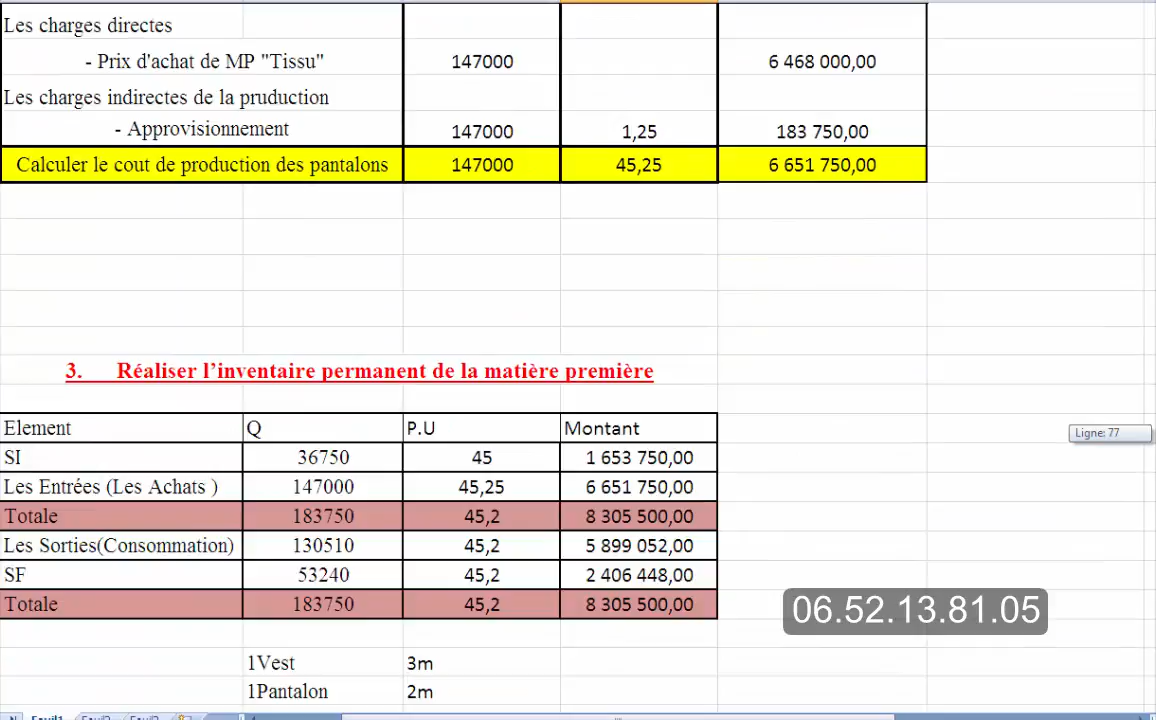 Les charges directes
- Prix d'achat de MP "Tissu" 147000 6 468 000,00
Les charges indirectes de la pruduction
- Approvisionnement 147000 1,25 183 750,00
Calculer le cout de production des pantalons 147000 45,25 6 651 750,00
3. Réaliser l’inventaire permanent de la matière première
Element Q P.U Montant
Ligne: 77
SI 36750 45 1 653 750,00
Les Entrées (Les Achats ) 147000 45,25 6 651 750,00
Totale 183750 45,2 8 305 500,00
Les Sorties(Consommation) 130510 45,2 5 899 052,00
SF 53240 45,2 2 406 448,00
Totale 183750 45,2 8 305 500,00
06.52.13.81.05
1Vest 3m
1Pantalon 2m
Feuil1 Feuil2 Feuil3